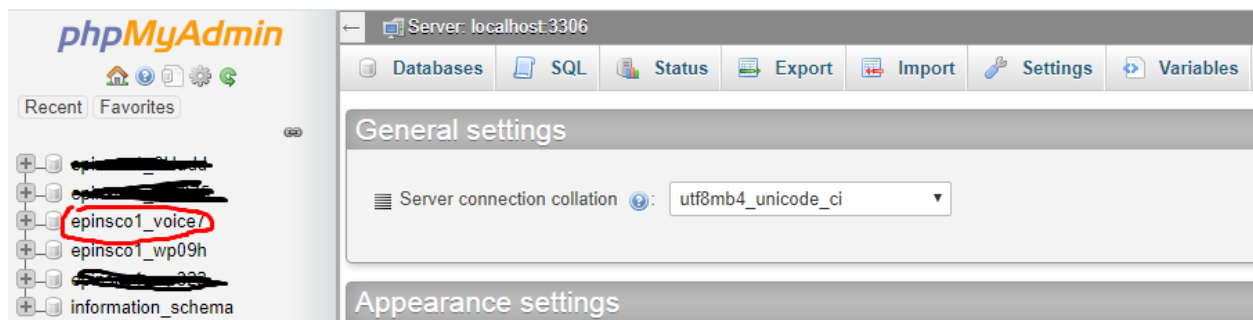 phpMyAdmin
Recent Favorites
epinsco1_voice7
epinsco1_wp09h
information_schema
Server: localhost:3306
Databases SQL Status Export Import Settings Variables
General settings
Server connection collation : utf8mb4_unicode_ci
Appearance settings